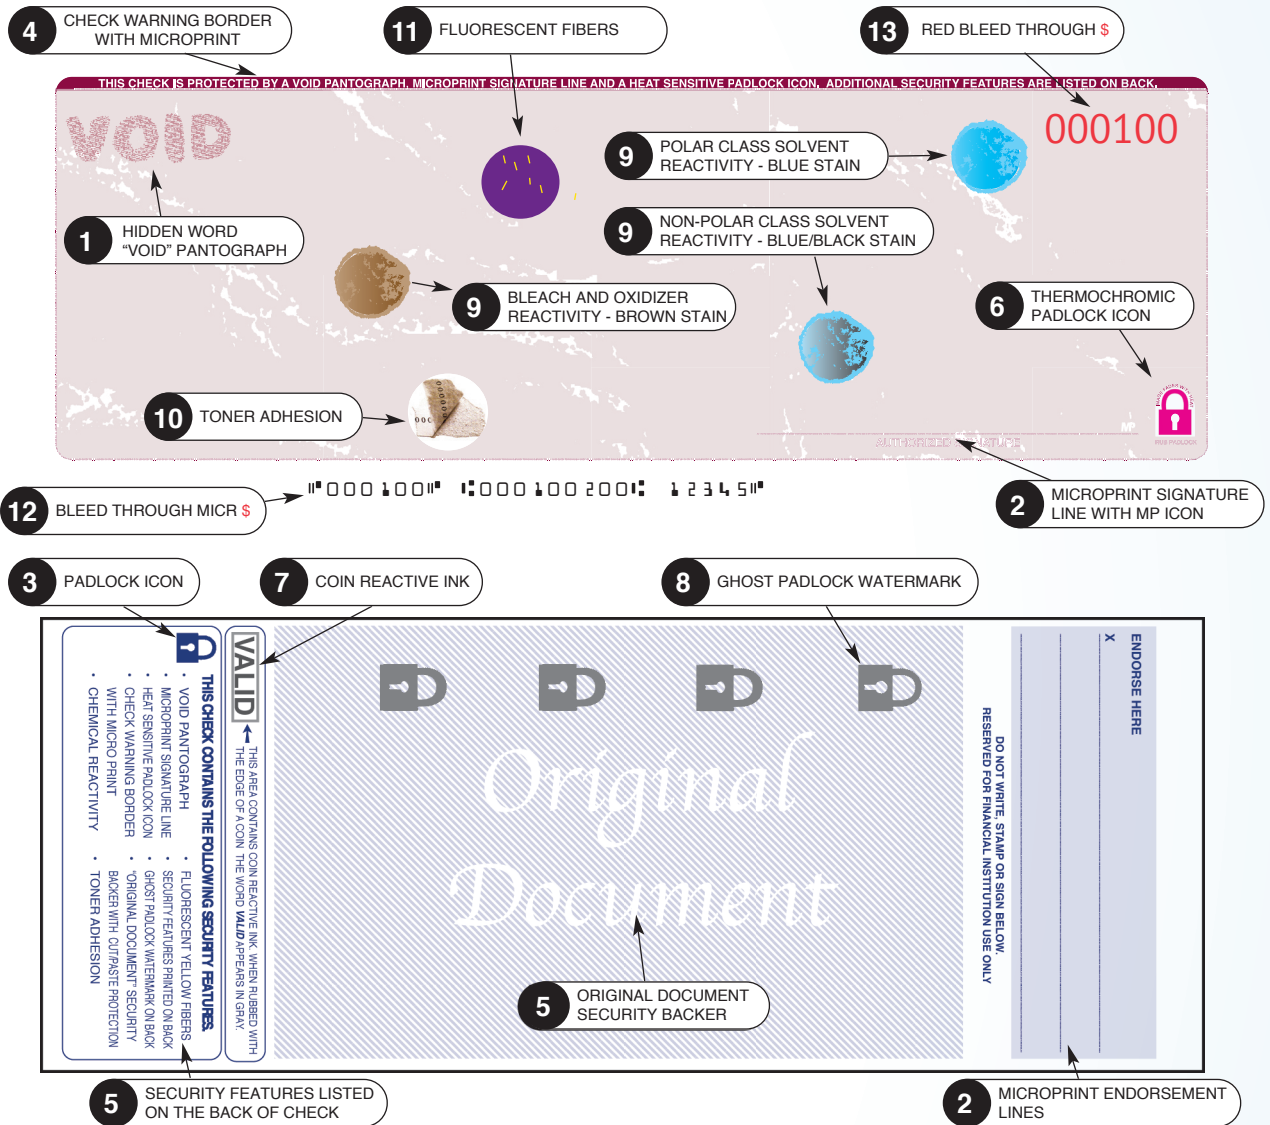 4 CHECK WARNING BORDER
WITH MICROPRINT
11 FLUORESCENT FIBERS
13 RED BLEED THROUGH $
THIS CHECK IS PROTECTED BY A VOID PANTOGRAPH, MICROPRINT SIGNATURE LINE AND A HEAT SENSITIVE PADLOCK ICON, ADDITIONAL SECURITY FEATURES ARE LISTED ON BACK.
VOID
000100
9 POLAR CLASS SOLVENT
REACTIVITY - BLUE STAIN
1 HIDDEN WORD
“VOID” PANTOGRAPH
9 NON-POLAR CLASS SOLVENT
REACTIVITY - BLUE/BLACK STAIN
9 BLEACH AND OXIDIZER
REACTIVITY - BROWN STAIN
6 THERMOCHROMIC
PADLOCK ICON
10 TONER ADHESION
MP
AUTHORIZED SIGNATURE
RUB PADLOCK
12 BLEED THROUGH MICR $
⑈000100⑈ ⑆000100200⑆ 12345⑈
2 MICROPRINT SIGNATURE
LINE WITH MP ICON
3 PADLOCK ICON
7 COIN REACTIVE INK
8 GHOST PADLOCK WATERMARK
THIS CHECK CONTAINS THE FOLLOWING SECURITY FEATURES.
• VOID PANTOGRAPH
• MICROPRINT SIGNATURE LINE
• HEAT SENSITIVE PADLOCK ICON
• CHECK WARNING BORDER
WITH MICRO PRINT
• CHEMICAL REACTIVITY
• FLUORESCENT YELLOW FIBERS
• SECURITY FEATURES PRINTED ON BACK
• GHOST PADLOCK WATERMARK ON BACK
• "ORIGINAL DOCUMENT" SECURITY
BACKER WITH CUT/PASTE PROTECTION
• TONER ADHESION
VALID
THIS AREA CONTAINS COIN REACTIVE INK. WHEN RUBBED WITH
THE EDGE OF A COIN THE WORD VALID APPEARS IN GRAY.
Original
Document
ENDORSE HERE
X
DO NOT WRITE, STAMP OR SIGN BELOW.
RESERVED FOR FINANCIAL INSTITUTION USE ONLY
5 ORIGINAL DOCUMENT
SECURITY BACKER
5 SECURITY FEATURES LISTED
ON THE BACK OF CHECK
2 MICROPRINT ENDORSEMENT
LINES